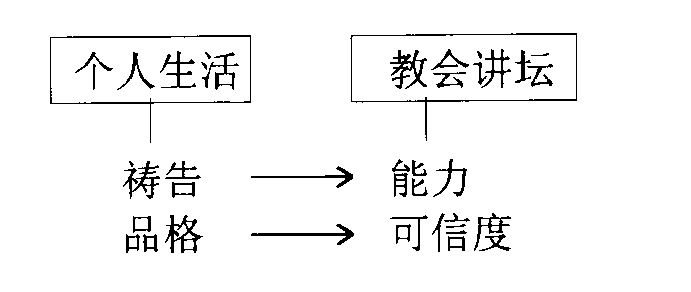 个人生活 教会讲坛
祷告 → 能力
品格 → 可信度